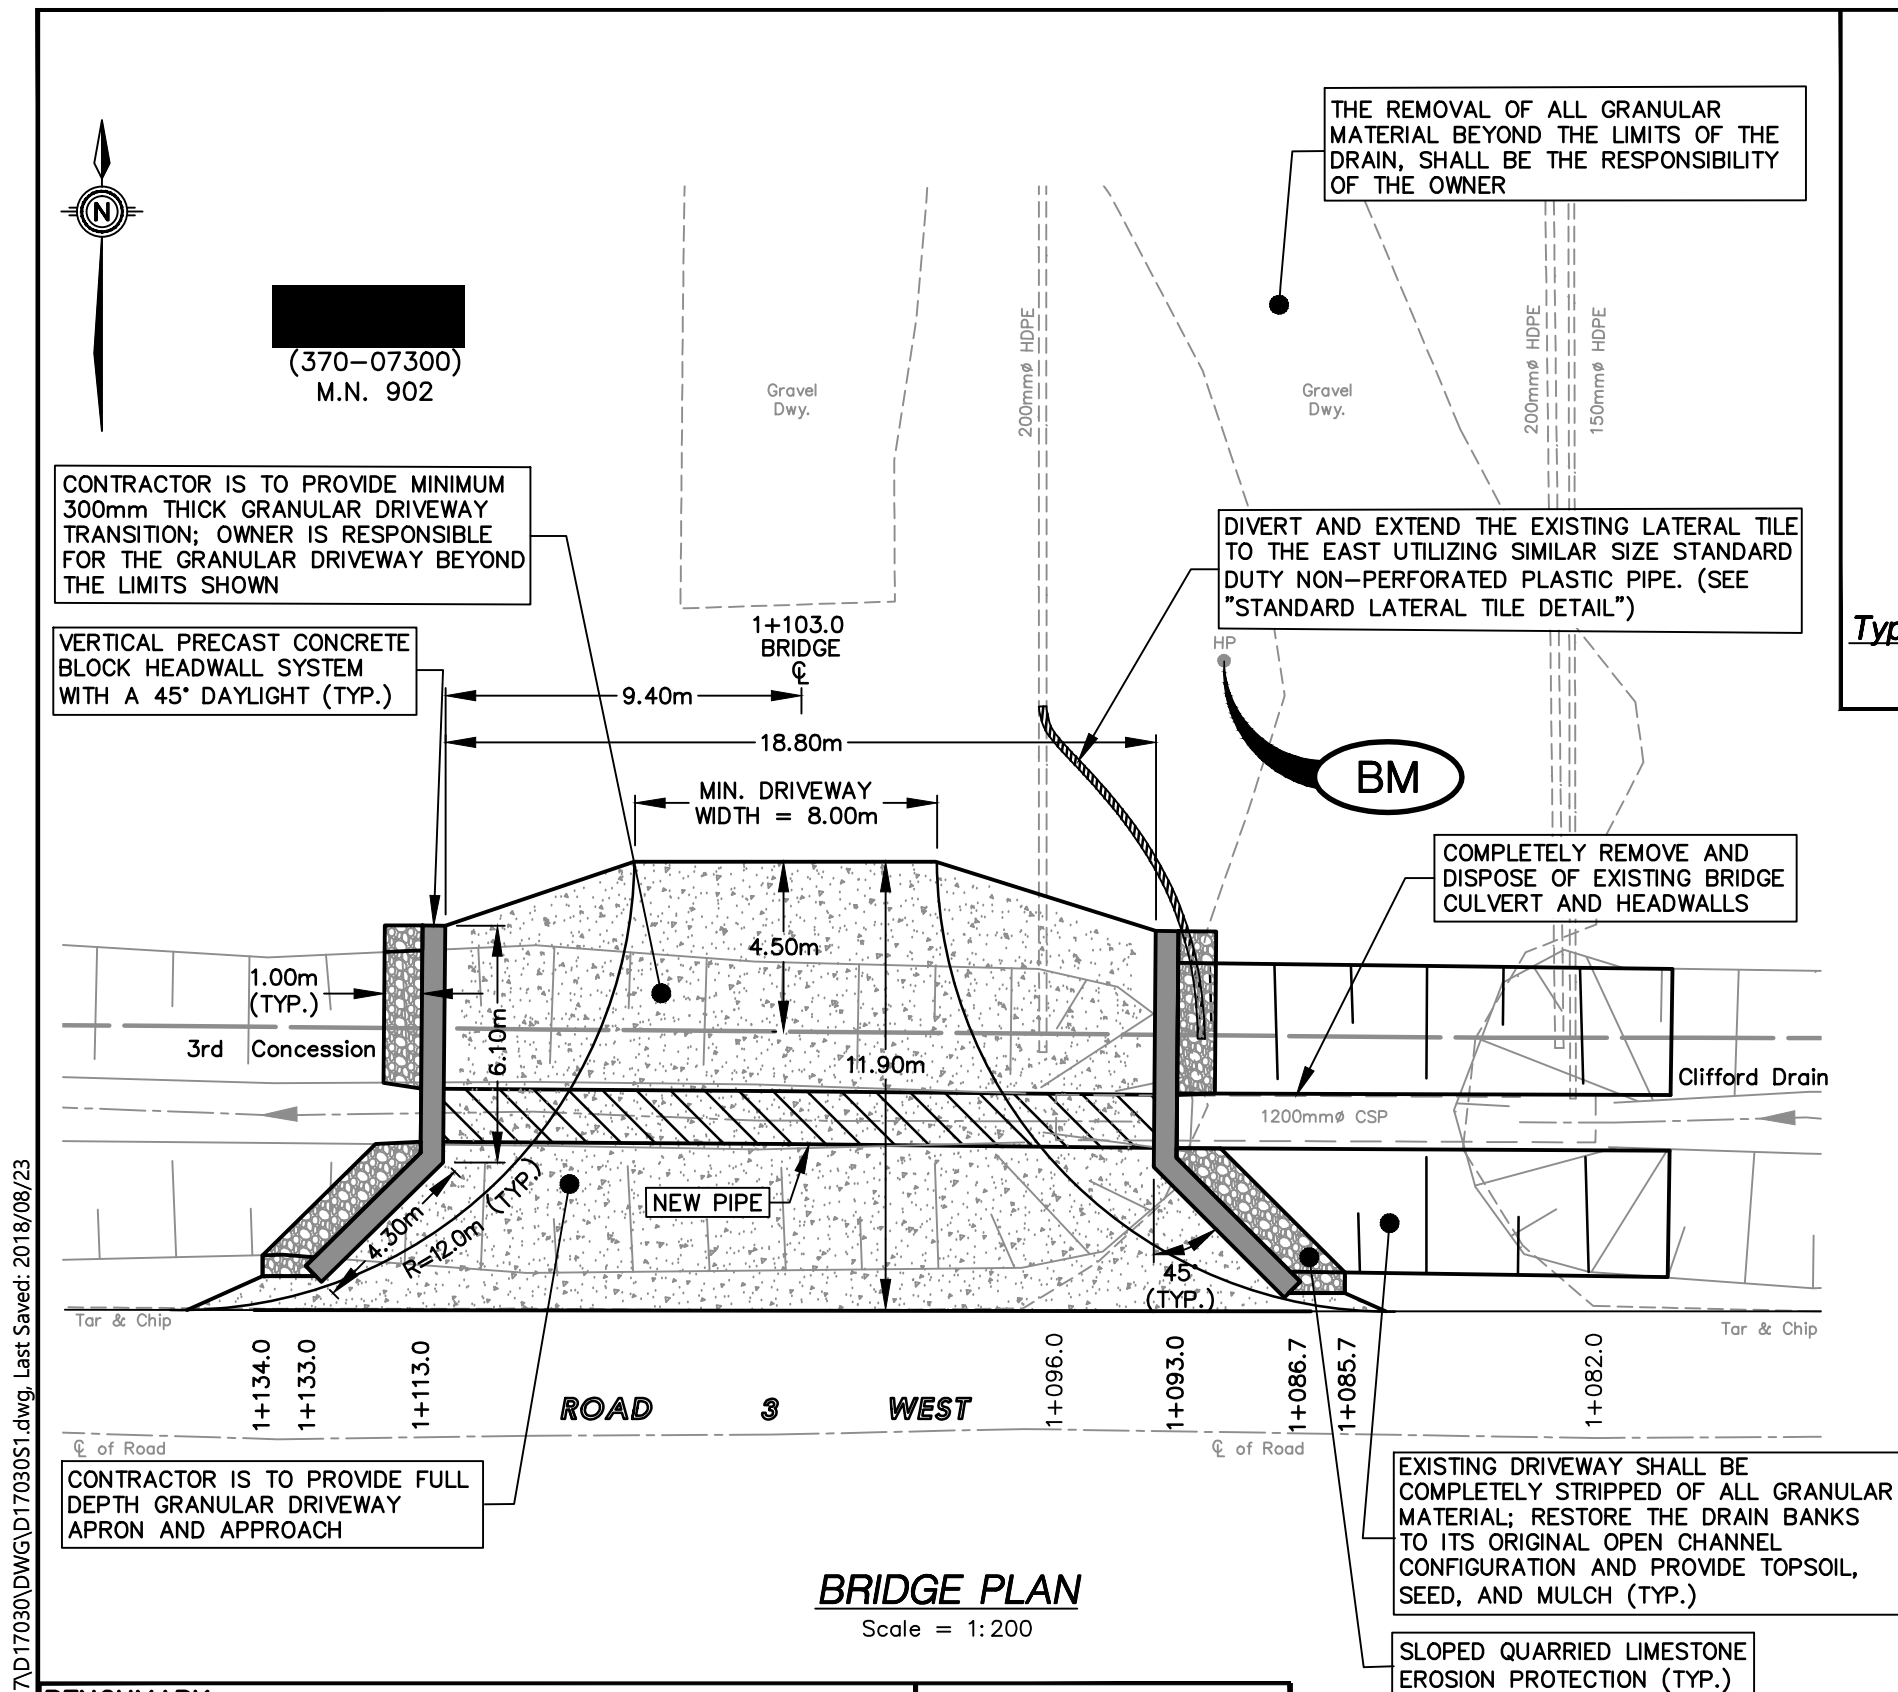 THE REMOVAL OF ALL GRANULAR
MATERIAL BEYOND THE LIMITS OF THE
DRAIN, SHALL BE THE RESPONSIBILITY
OF THE OWNER
N
(370-07300)
M.N. 902
Gravel
Dwy.
200mmø HDPE
Gravel
Dwy.
200mmø HDPE
150mmø HDPE
CONTRACTOR IS TO PROVIDE MINIMUM
300mm THICK GRANULAR DRIVEWAY
TRANSITION; OWNER IS RESPONSIBLE
FOR THE GRANULAR DRIVEWAY BEYOND
THE LIMITS SHOWN
DIVERT AND EXTEND THE EXISTING LATERAL TILE
TO THE EAST UTILIZING SIMILAR SIZE STANDARD
DUTY NON-PERFORATED PLASTIC PIPE. (SEE
"STANDARD LATERAL TILE DETAIL")
Typ
VERTICAL PRECAST CONCRETE
BLOCK HEADWALL SYSTEM
WITH A 45° DAYLIGHT (TYP.)
1+103.0
BRIDGE
℄
HP
9.40m
18.80m
BM
MIN. DRIVEWAY
WIDTH = 8.00m
COMPLETELY REMOVE AND
DISPOSE OF EXISTING BRIDGE
CULVERT AND HEADWALLS
4.50m
1.00m
(TYP.)
6.10m
3rd Concession
11.90m
Clifford Drain
1200mmø CSP
NEW PIPE
4.30m
R=12.0m (TYP.)
45°
(TYP.)
Tar & Chip
Tar & Chip
1+134.0
1+133.0
1+113.0
1+096.0
1+093.0
1+086.7
1+085.7
1+082.0
ROAD 3 WEST
℄ of Road
℄ of Road
CONTRACTOR IS TO PROVIDE FULL
DEPTH GRANULAR DRIVEWAY
APRON AND APPROACH
EXISTING DRIVEWAY SHALL BE
COMPLETELY STRIPPED OF ALL GRANULAR
MATERIAL; RESTORE THE DRAIN BANKS
TO ITS ORIGINAL OPEN CHANNEL
CONFIGURATION AND PROVIDE TOPSOIL,
SEED, AND MULCH (TYP.)
BRIDGE PLAN
Scale = 1:200
SLOPED QUARRIED LIMESTONE
EROSION PROTECTION (TYP.)
7\D17030\DWG\D17030S1.dwg, Last Saved: 2018/08/23